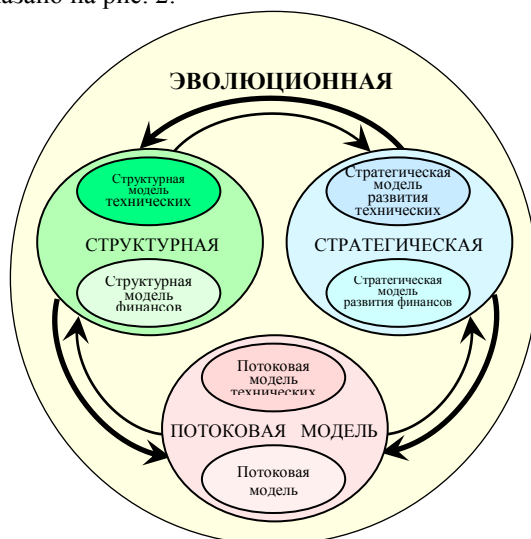 казано на рис. 2.
ЭВОЛЮЦИОННАЯ
Структурная
модель
технических
СТРУКТУРНАЯ
Структурная
модель
финансов
Стратегическая
модель
развития
технических
СТРАТЕГИЧЕСКАЯ
Стратегическая
модель
развития финансов
Потоковая
модель
технических
ПОТОКОВАЯ МОДЕЛЬ
Потоковая
модель